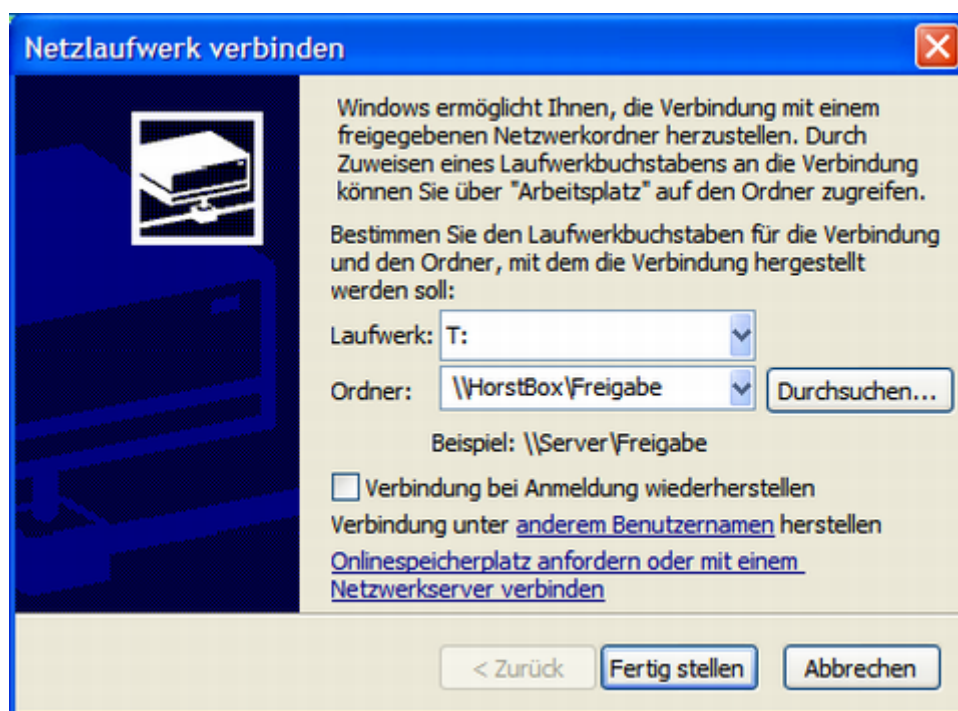 Netzlaufwerk verbinden
Windows ermöglicht Ihnen, die Verbindung mit einem
freigegebenen Netzwerkordner herzustellen. Durch
Zuweisen eines Laufwerkbuchstabens an die Verbindung
können Sie über "Arbeitsplatz" auf den Ordner zugreifen.
Bestimmen Sie den Laufwerkbuchstaben für die Verbindung
und den Ordner, mit dem die Verbindung hergestellt
werden soll:
Laufwerk: T:
Ordner: \\HorstBox\Freigabe Durchsuchen...
Beispiel: \\Server\Freigabe
Verbindung bei Anmeldung wiederherstellen
Verbindung unter anderem Benutzernamen herstellen
Onlinespeicherplatz anfordern oder mit einem
Netzwerkserver verbinden
< Zurück Fertig stellen Abbrechen